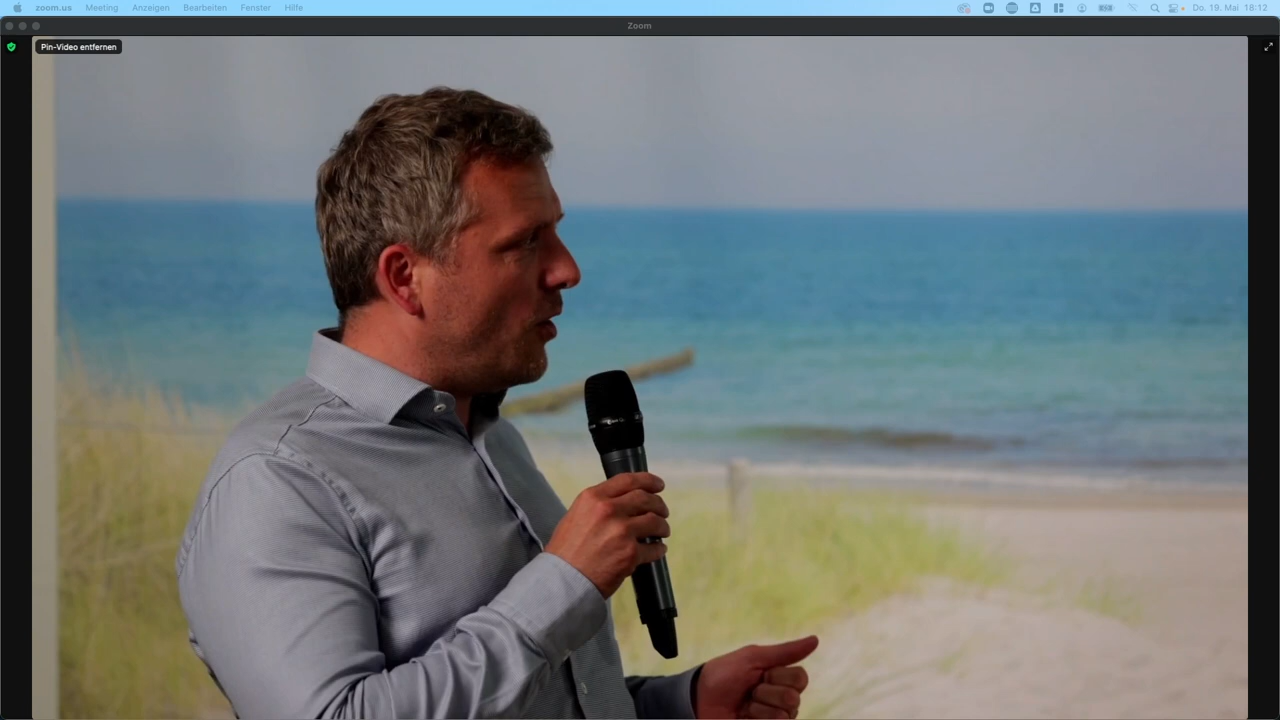 zoom.us Meeting Anzeigen Bearbeiten Fenster Hilfe Do. 19. Mai 18:12
Zoom
Pin-Video entfernen